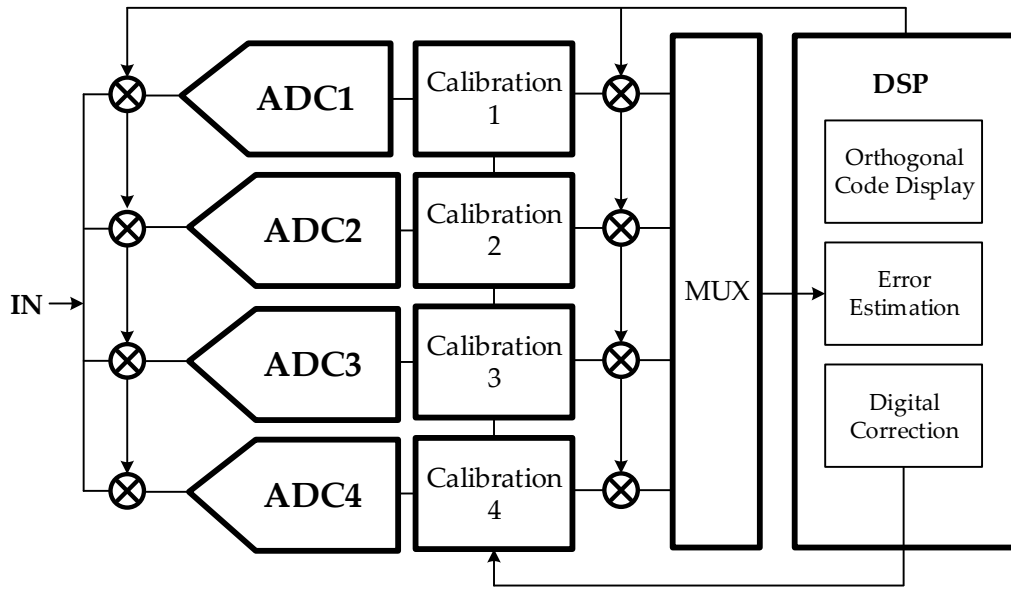 IN
ADC1
Calibration
1
ADC2
Calibration
2
ADC3
Calibration
3
ADC4
Calibration
4
MUX
DSP
Orthogonal
Code Display
Error
Estimation
Digital
Correction